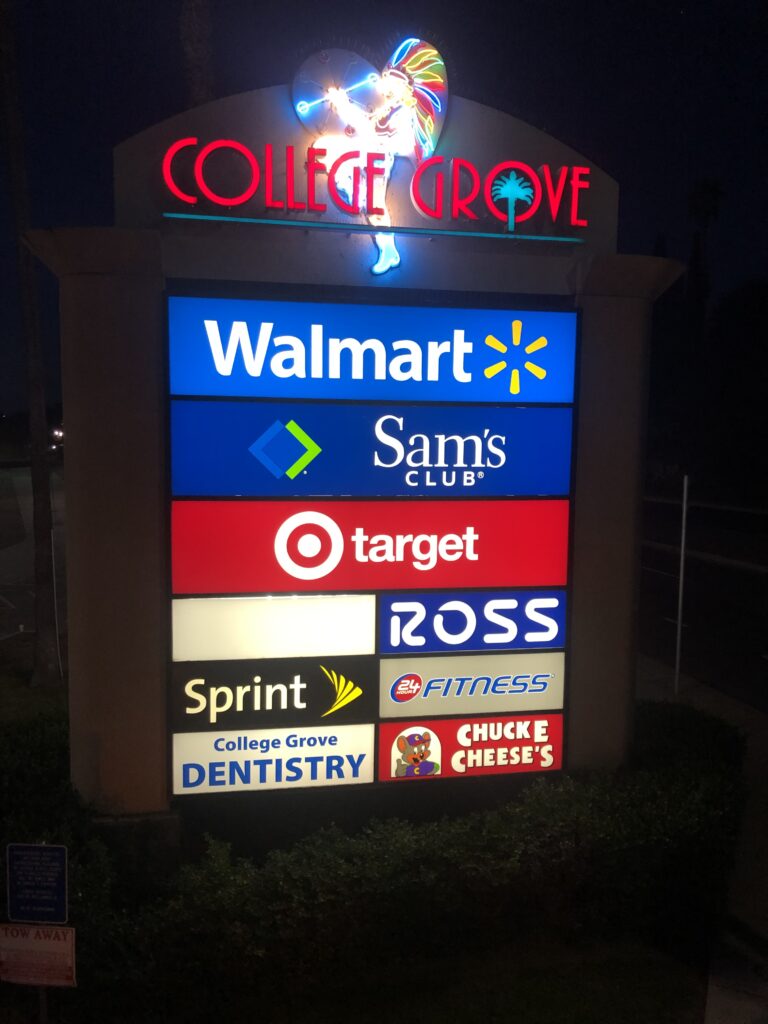 COLLEGE GROVE
Walmart
Sam's
CLUB®
target
ROSS
Sprint
24
HOUR
FITNESS
College Grove
DENTISTRY
CHUCK E
CHEESE'S
TOW AWAY